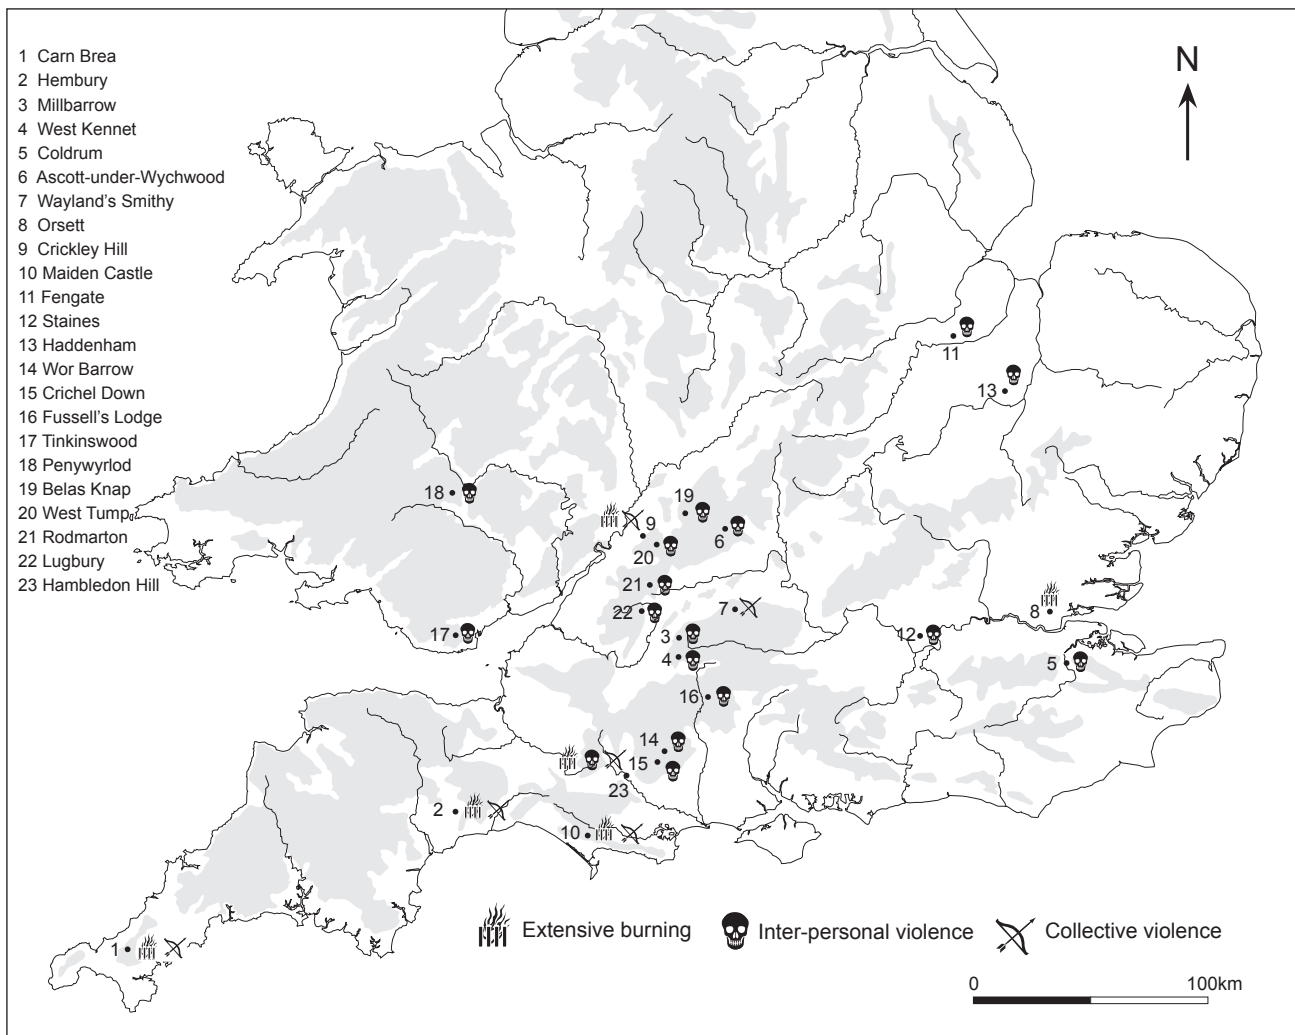 1 Carn Brea
2 Hembury
3 Millbarrow
4 West Kennet
5 Coldrum
6 Ascott-under-Wychwood
7 Wayland's Smithy
8 Orsett
9 Crickley Hill
10 Maiden Castle
11 Fengate
12 Staines
13 Haddenham
14 Wor Barrow
15 Crichel Down
16 Fussell's Lodge
17 Tinkinswood
18 Penywyrlod
19 Belas Knap
20 West Tump
21 Rodmarton
22 Lugbury
23 Hambledon Hill
N
11
13
18
19
9
6
20
21
22
7
8
17
3
12
4
5
16
14
15
23
2
10
1
Extensive burning
Inter-personal violence
Collective violence
0 100km